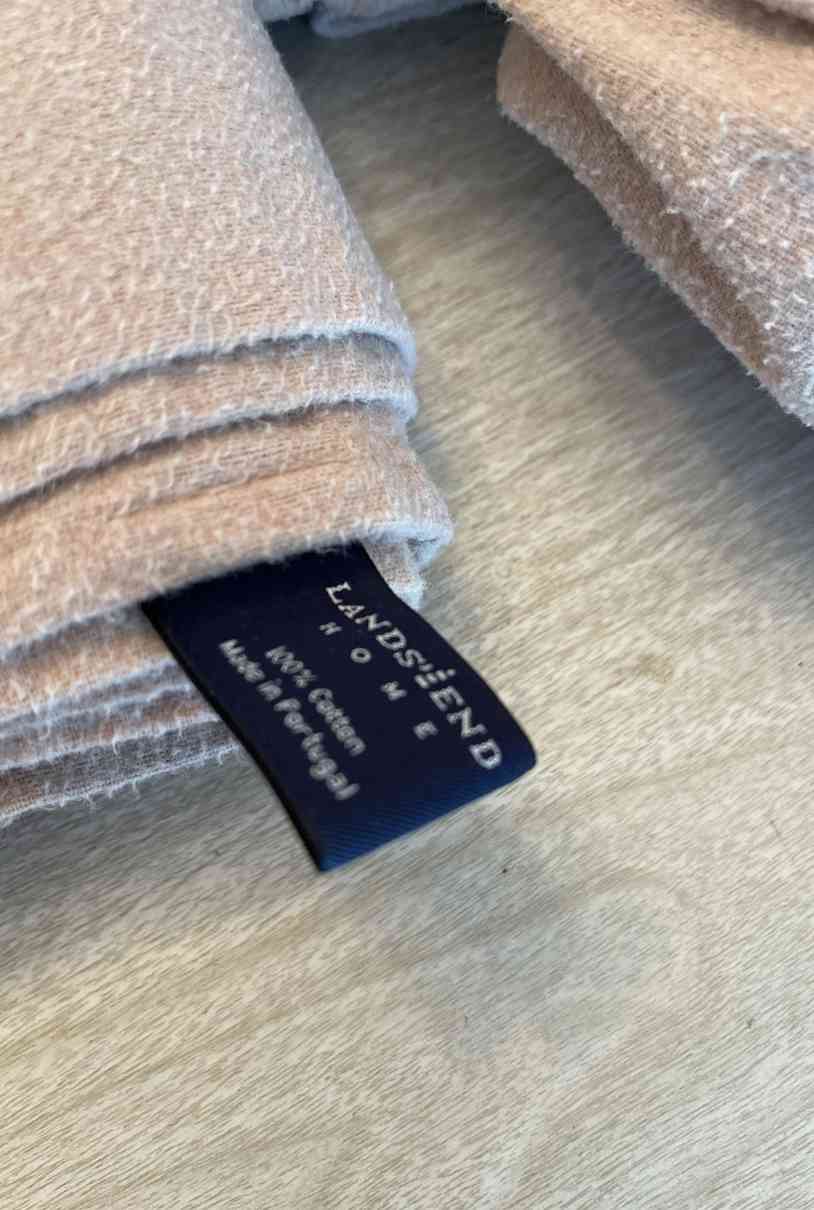 LANDS'END
HOME
100% Cotton
Made in Portugal